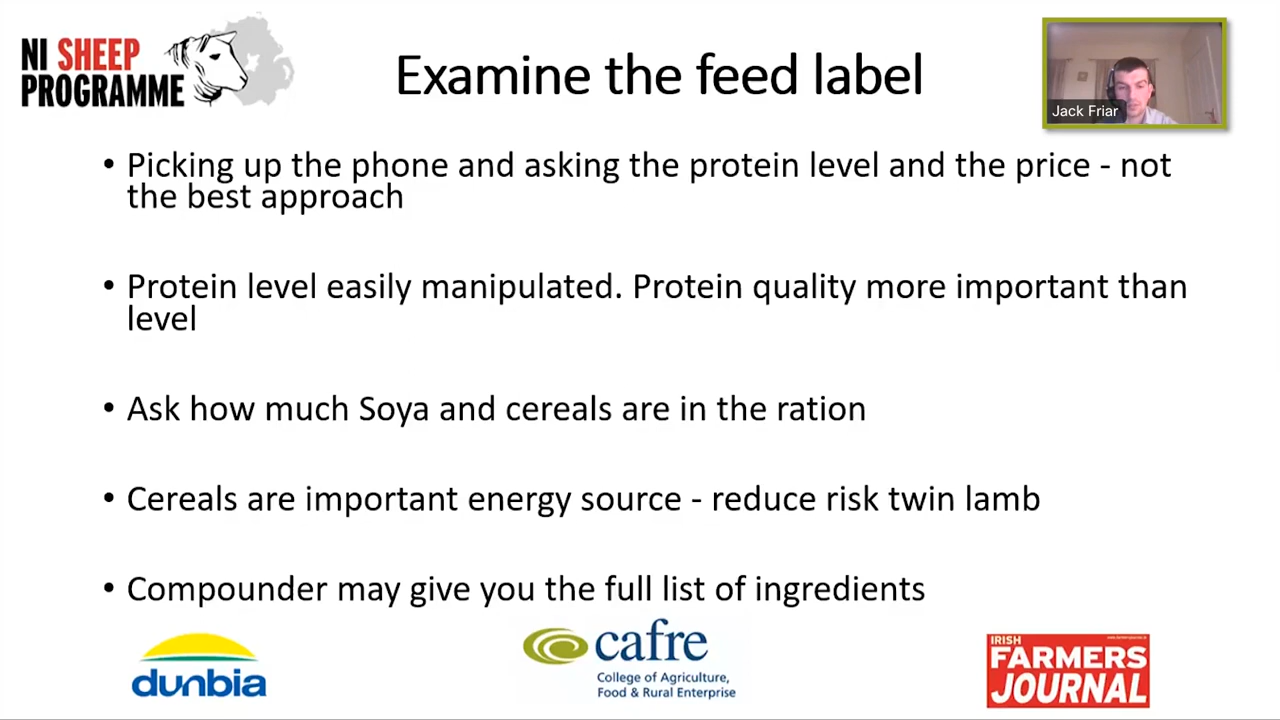 NI SHEEP
PROGRAMME
Examine the feed label
Jack Friar
• Picking up the phone and asking the protein level and the price - not
the best approach
• Protein level easily manipulated. Protein quality more important than
level
• Ask how much Soya and cereals are in the ration
• Cereals are important energy source - reduce risk twin lamb
• Compounder may give you the full list of ingredients
dunbia
cafre
College of Agriculture,
Food & Rural Enterprise
IRISH
FARMERS
JOURNAL